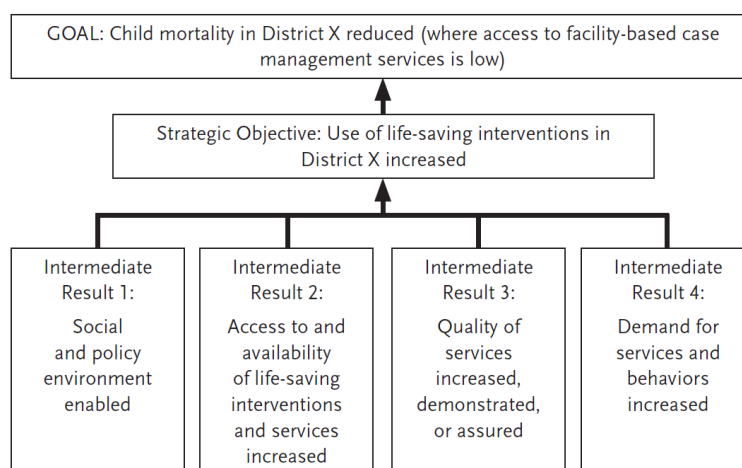 GOAL: Child mortality in District X reduced (where access to facility-based case
management services is low)
Strategic Objective: Use of life-saving interventions in
District X increased
Intermediate
Result 1:
Social
and policy
environment
enabled
Intermediate
Result 2:
Access to and
availability
of life-saving
interventions
and services
increased
Intermediate
Result 3:
Quality of
services
increased,
demonstrated,
or assured
Intermediate
Result 4:
Demand for
services and
behaviors
increased